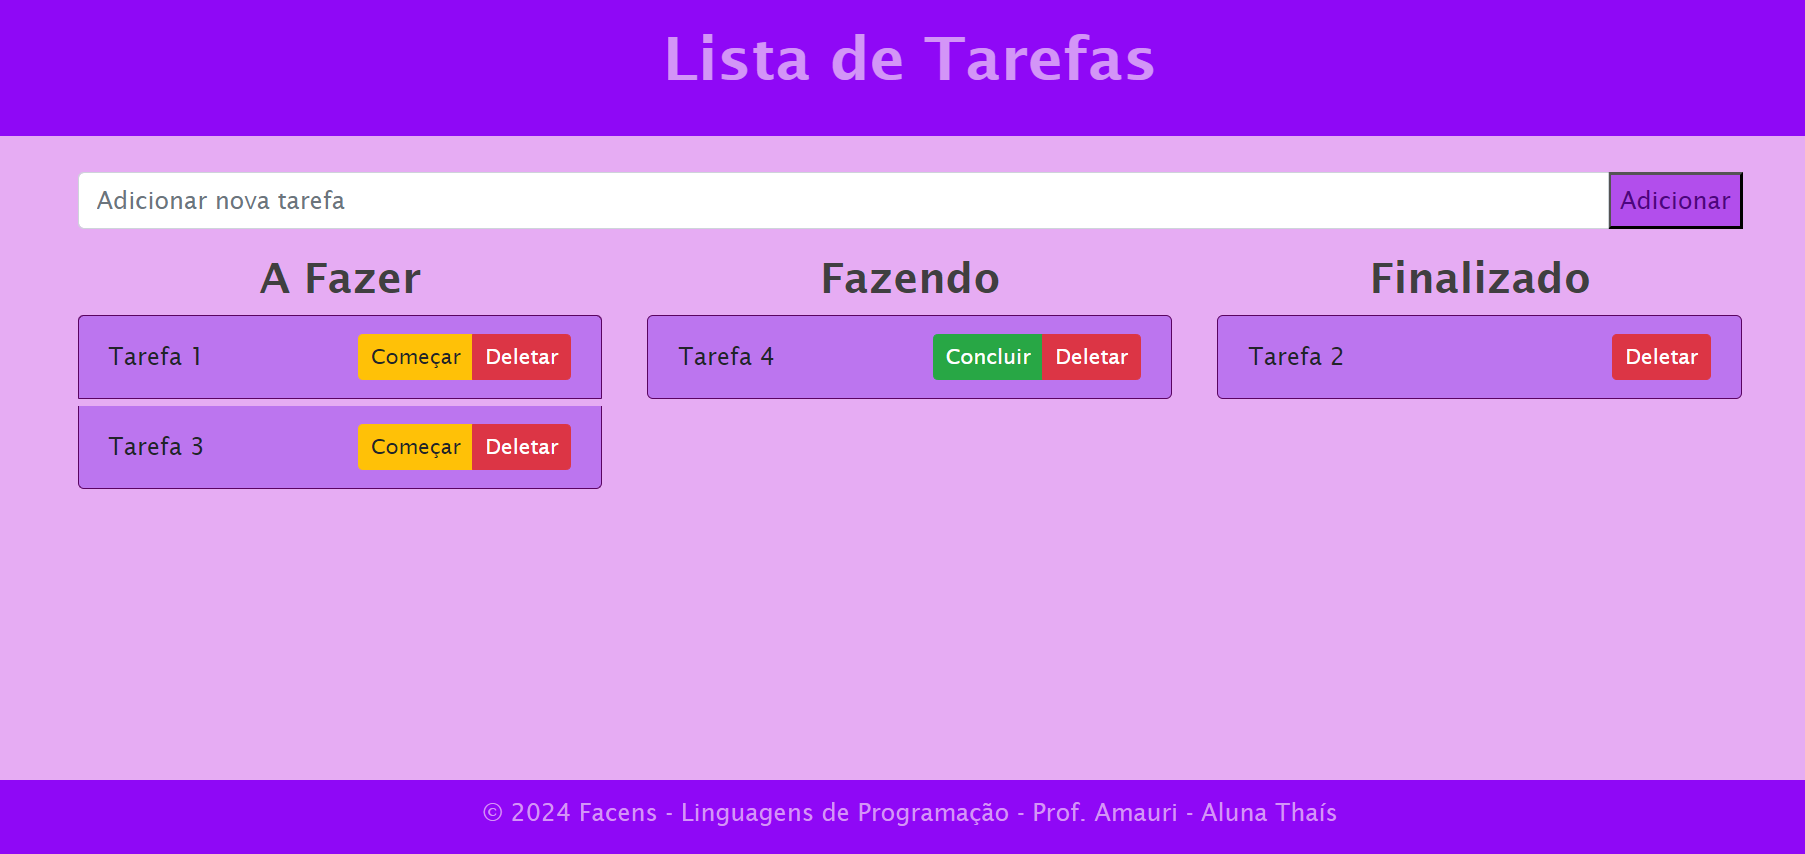 Lista de Tarefas
Adicionar nova tarefa Adicionar
A Fazer
Tarefa 1 Começar Deletar
Tarefa 3 Começar Deletar
Fazendo
Tarefa 4 Concluir Deletar
Finalizado
Tarefa 2 Deletar
© 2024 Facens - Linguagens de Programação - Prof. Amauri - Aluna Thaís